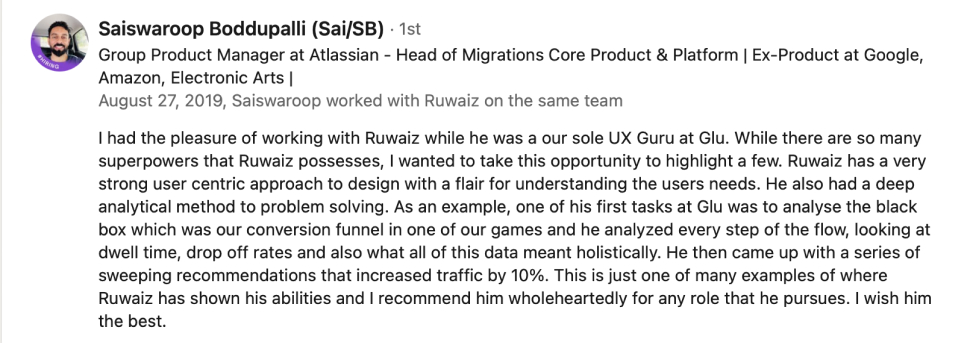 Saiswaroop Boddupalli (Sai/SB) · 1st
Group Product Manager at Atlassian - Head of Migrations Core Product & Platform | Ex-Product at Google,
Amazon, Electronic Arts |
August 27, 2019, Saiswaroop worked with Ruwaiz on the same team
I had the pleasure of working with Ruwaiz while he was a our sole UX Guru at Glu. While there are so many
superpowers that Ruwaiz possesses, I wanted to take this opportunity to highlight a few. Ruwaiz has a very
strong user centric approach to design with a flair for understanding the users needs. He also had a deep
analytical method to problem solving. As an example, one of his first tasks at Glu was to analyse the black
box which was our conversion funnel in one of our games and he analyzed every step of the flow, looking at
dwell time, drop off rates and also what all of this data meant holistically. He then came up with a series of
sweeping recommendations that increased traffic by 10%. This is just one of many examples of where
Ruwaiz has shown his abilities and I recommend him wholeheartedly for any role that he pursues. I wish him
the best.
#HIRING